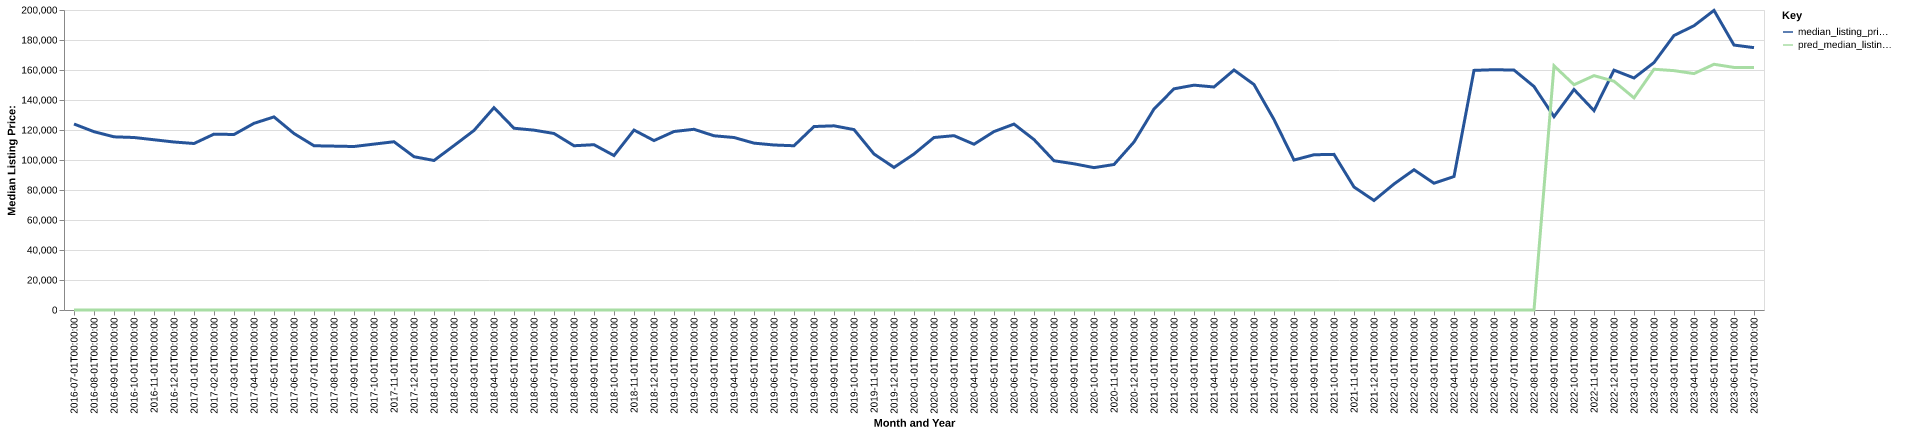 200,000
180,000
160,000
140,000
120,000
100,000
80,000
60,000
40,000
20,000
0
Median Listing Price:
2016-07-01T00:00:00
2016-08-01T00:00:00
2016-09-01T00:00:00
2016-10-01T00:00:00
2016-11-01T00:00:00
2016-12-01T00:00:00
2017-01-01T00:00:00
2017-02-01T00:00:00
2017-03-01T00:00:00
2017-04-01T00:00:00
2017-05-01T00:00:00
2017-06-01T00:00:00
2017-07-01T00:00:00
2017-08-01T00:00:00
2017-09-01T00:00:00
2017-10-01T00:00:00
2017-11-01T00:00:00
2017-12-01T00:00:00
2018-01-01T00:00:00
2018-02-01T00:00:00
2018-03-01T00:00:00
2018-04-01T00:00:00
2018-05-01T00:00:00
2018-06-01T00:00:00
2018-07-01T00:00:00
2018-08-01T00:00:00
2018-09-01T00:00:00
2018-10-01T00:00:00
2018-11-01T00:00:00
2018-12-01T00:00:00
2019-01-01T00:00:00
2019-02-01T00:00:00
2019-03-01T00:00:00
2019-04-01T00:00:00
2019-05-01T00:00:00
2019-06-01T00:00:00
2019-07-01T00:00:00
2019-08-01T00:00:00
2019-09-01T00:00:00
2019-10-01T00:00:00
2019-11-01T00:00:00
2019-12-01T00:00:00
2020-01-01T00:00:00
2020-02-01T00:00:00
2020-03-01T00:00:00
2020-04-01T00:00:00
2020-05-01T00:00:00
2020-06-01T00:00:00
2020-07-01T00:00:00
2020-08-01T00:00:00
2020-09-01T00:00:00
2020-10-01T00:00:00
2020-11-01T00:00:00
2020-12-01T00:00:00
2021-01-01T00:00:00
2021-02-01T00:00:00
2021-03-01T00:00:00
2021-04-01T00:00:00
2021-05-01T00:00:00
2021-06-01T00:00:00
2021-07-01T00:00:00
2021-08-01T00:00:00
2021-09-01T00:00:00
2021-10-01T00:00:00
2021-11-01T00:00:00
2021-12-01T00:00:00
2022-01-01T00:00:00
2022-02-01T00:00:00
2022-03-01T00:00:00
2022-04-01T00:00:00
2022-05-01T00:00:00
2022-06-01T00:00:00
2022-07-01T00:00:00
2022-08-01T00:00:00
2022-09-01T00:00:00
2022-10-01T00:00:00
2022-11-01T00:00:00
2022-12-01T00:00:00
2023-01-01T00:00:00
2023-02-01T00:00:00
2023-03-01T00:00:00
2023-04-01T00:00:00
2023-05-01T00:00:00
2023-06-01T00:00:00
2023-07-01T00:00:00
Month and Year
Key
median_listing_pri…
pred_median_listin…